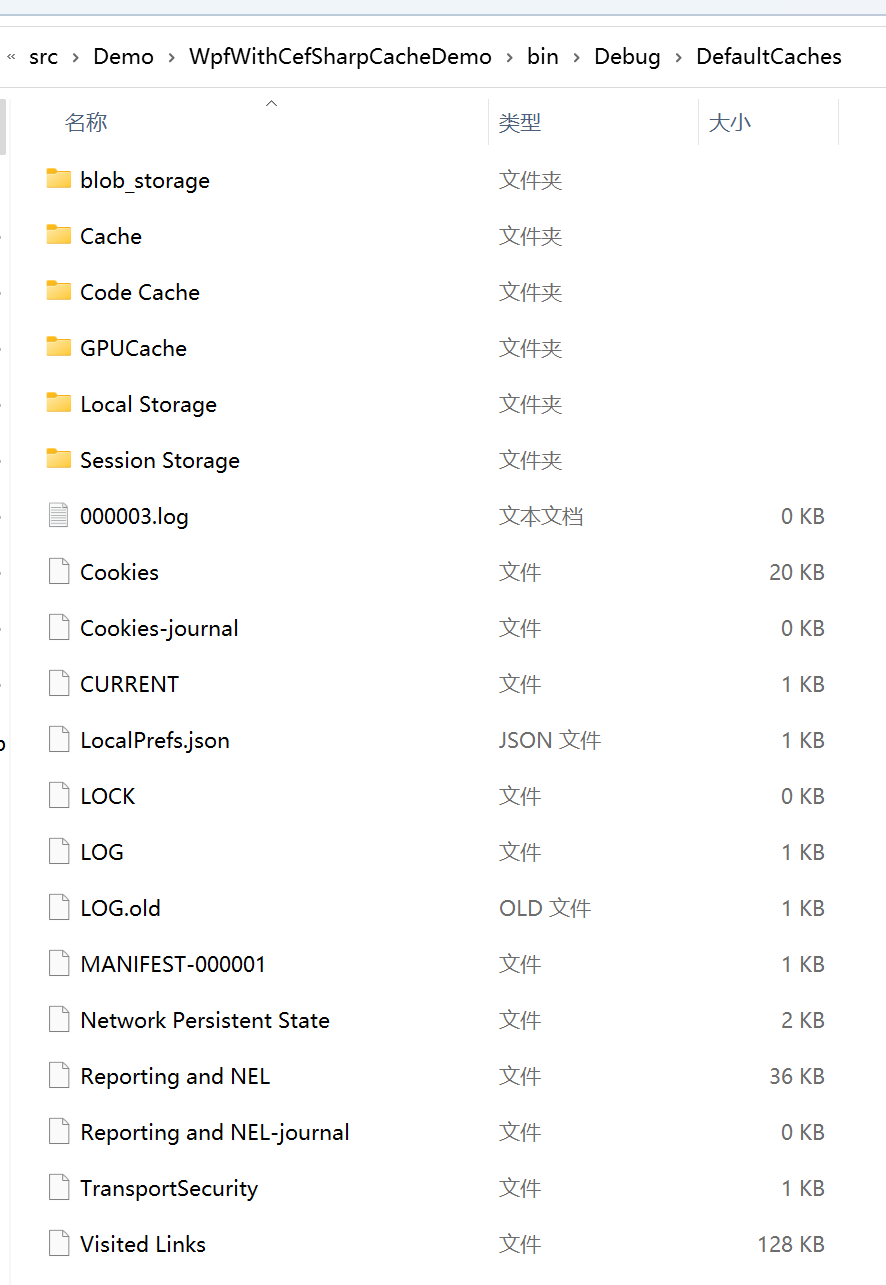 « src › Demo › WpfWithCefSharpCacheDemo › bin › Debug › DefaultCaches
名称 类型 大小
blob_storage 文件夹
Cache 文件夹
Code Cache 文件夹
GPUCache 文件夹
Local Storage 文件夹
Session Storage 文件夹
000003.log 文本文档 0 KB
Cookies 文件 20 KB
Cookies-journal 文件 0 KB
CURRENT 文件 1 KB
LocalPrefs.json JSON 文件 1 KB
LOCK 文件 0 KB
LOG 文件 1 KB
LOG.old OLD 文件 1 KB
MANIFEST-000001 文件 1 KB
Network Persistent State 文件 2 KB
Reporting and NEL 文件 36 KB
Reporting and NEL-journal 文件 0 KB
TransportSecurity 文件 1 KB
Visited Links 文件 128 KB